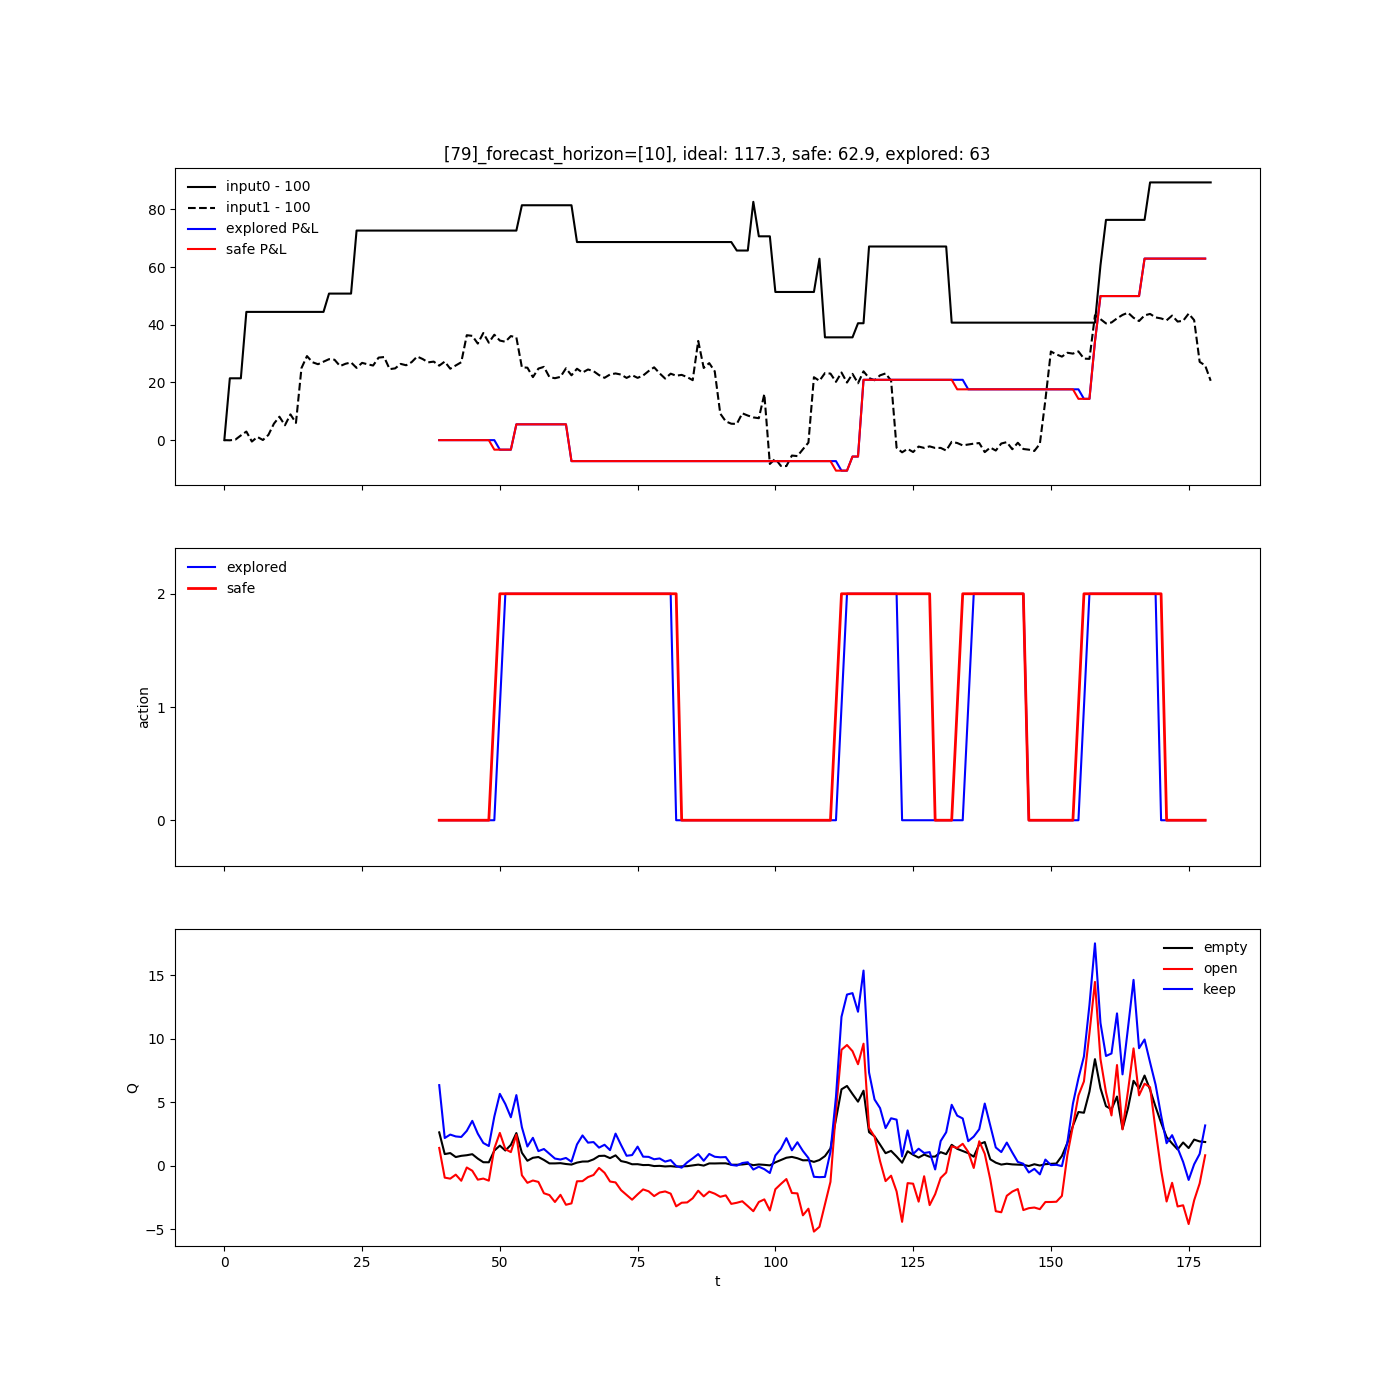 [79]_forecast_horizon=[10], ideal: 117.3, safe: 62.9, explored: 63
input0 - 100
input1 - 100
explored P&L
safe P&L
80
60
40
20
0
explored
safe
2
1
0
action
empty
open
keep
15
10
5
0
−5
Q
0 25 50 75 100 125 150 175
t